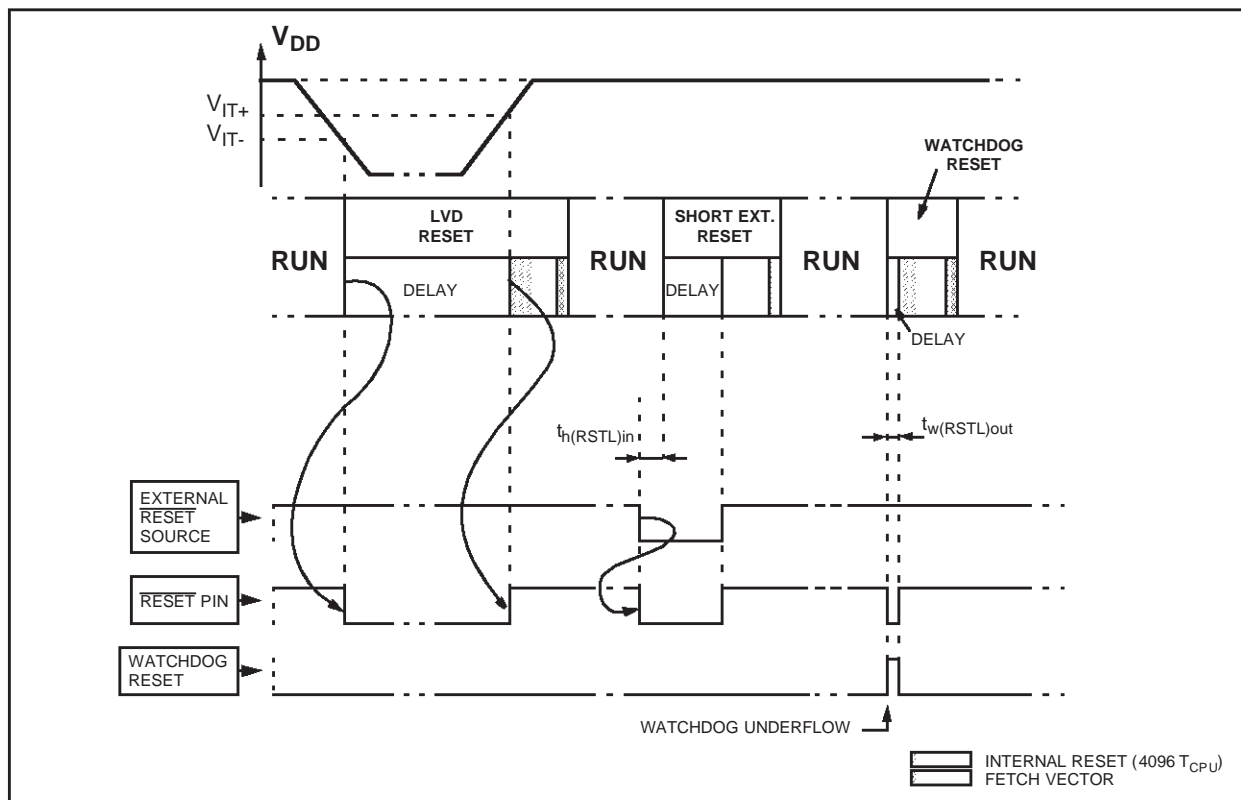 VDD
VIT+
VIT-
WATCHDOG
RESET
LVD
RESET
SHORT EXT.
RESET
RUN
RUN
RUN
RUN
DELAY
DELAY
DELAY
th(RSTL)in
tw(RSTL)out
EXTERNAL
RESET
SOURCE
RESET PIN
WATCHDOG
RESET
WATCHDOG UNDERFLOW
INTERNAL RESET (4096 TCPU)
FETCH VECTOR